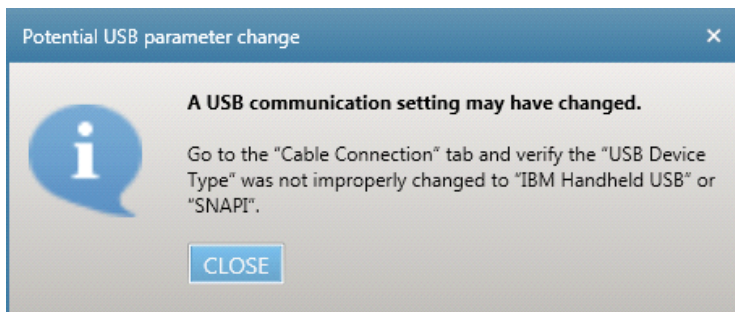 Potential USB parameter change
A USB communication setting may have changed.
Go to the “Cable Connection” tab and verify the “USB Device
Type” was not improperly changed to “IBM Handheld USB” or
“SNAPI”.
CLOSE